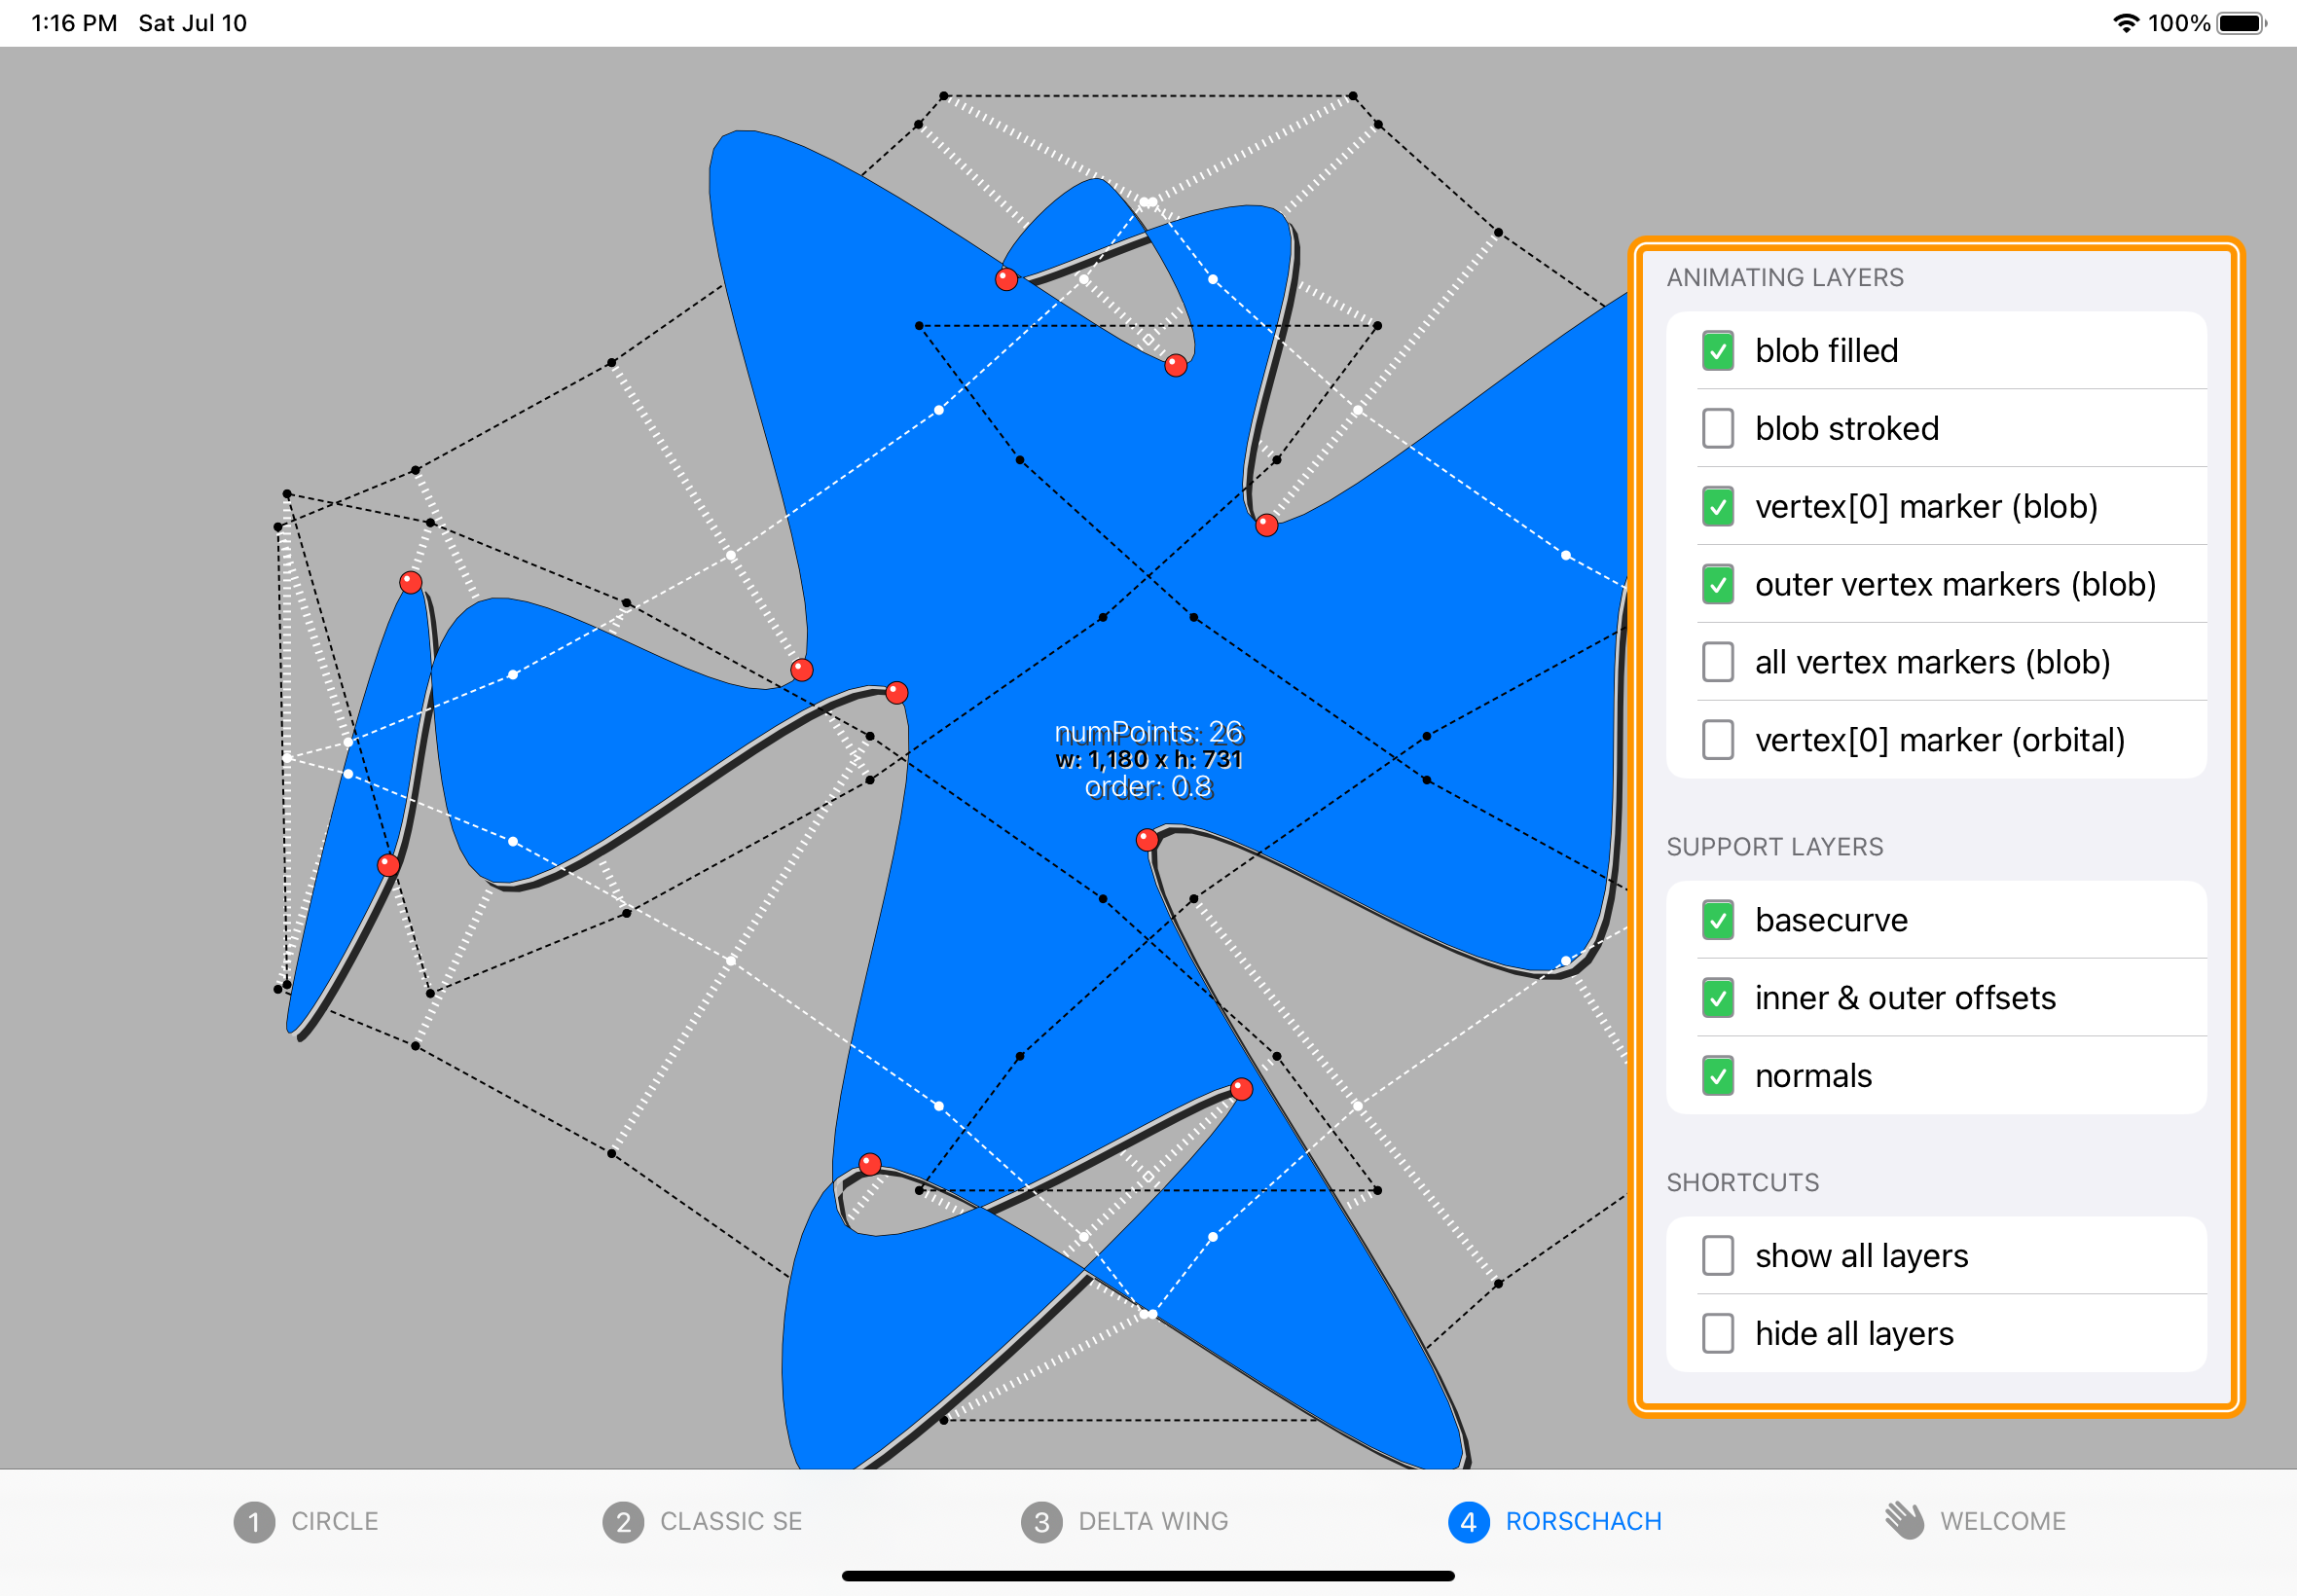 1:16 PM Sat Jul 10
100%
ANIMATING LAYERS
blob filled
blob stroked
vertex[0] marker (blob)
outer vertex markers (blob)
all vertex markers (blob)
vertex[0] marker (orbital)
numPoints: 26
w: 1,180 x h: 731
order: 0.8
SUPPORT LAYERS
basecurve
inner & outer offsets
normals
SHORTCUTS
show all layers
hide all layers
1 CIRCLE
2 CLASSIC SE
3 DELTA WING
4 RORSCHACH
WELCOME